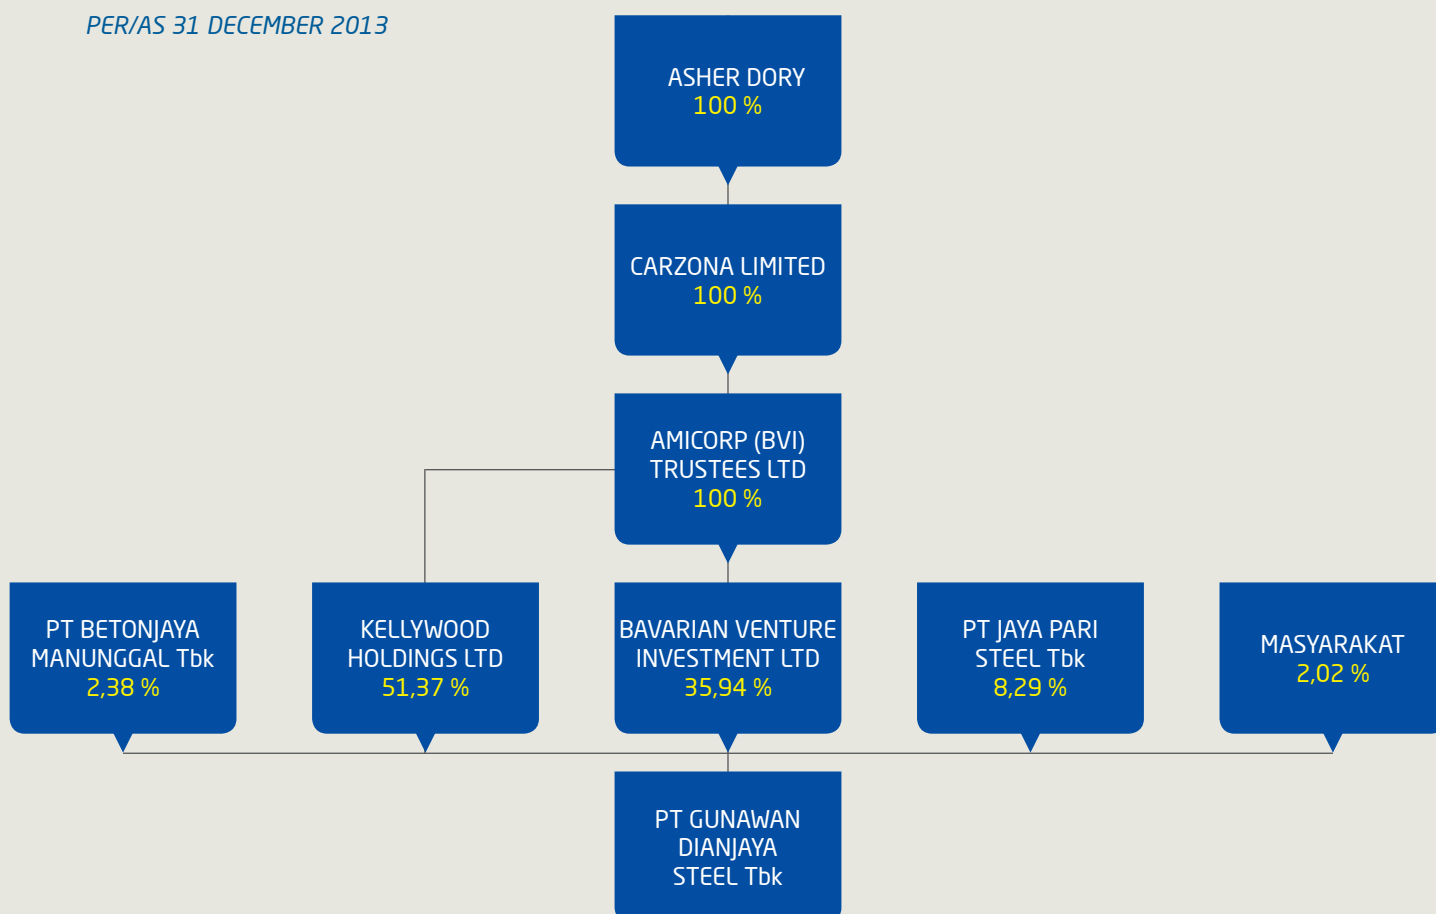 PER/AS 31 DECEMBER 2013
ASHER DORY
100 %
CARZONA LIMITED
100 %
AMICORP (BVI)
TRUSTEES LTD
100 %
PT BETONJAYA
MANUNGGAL Tbk
2,38 %
KELLYWOOD
HOLDINGS LTD
51,37 %
BAVARIAN VENTURE
INVESTMENT LTD
35,94 %
PT JAYA PARI
STEEL Tbk
8,29 %
MASYARAKAT
2,02 %
PT GUNAWAN
DIANJAYA
STEEL Tbk